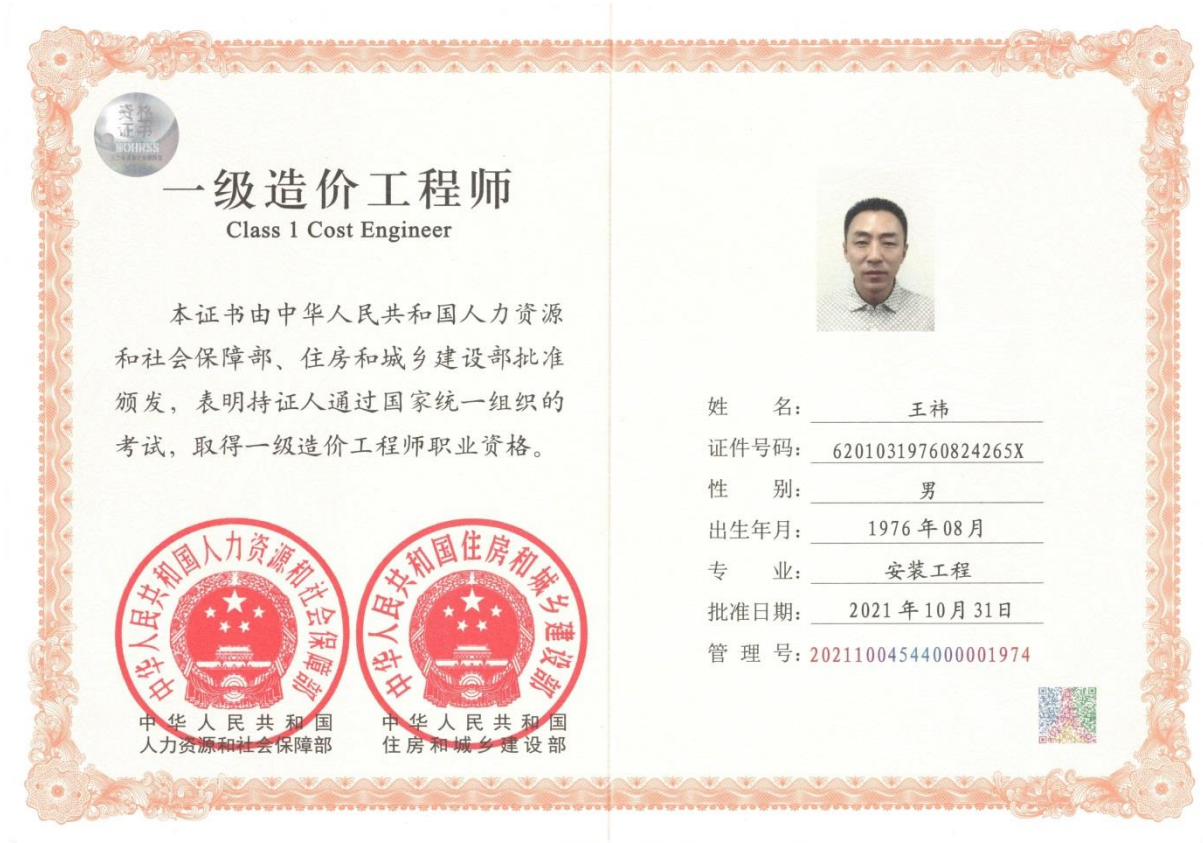 资格
证书
MOHRSS
一级造价工程师
Class 1 Cost Engineer
本证书由中华人民共和国人力资源
和社会保障部、住房和城乡建设部批准
颁发，表明持证人通过国家统一组织的
考试，取得一级造价工程师职业资格。
中华人民共和国人力资源和社会保障部
中华人民共和国
人力资源和社会保障部
中华人民共和国住房和城乡建设部
中华人民共和国
住房和城乡建设部
姓 名：王祎
证件号码：62010319760824265X
性 别：男
出生年月：1976年08月
专 业：安装工程
批准日期：2021年10月31日
管 理 号：20211004544000001974